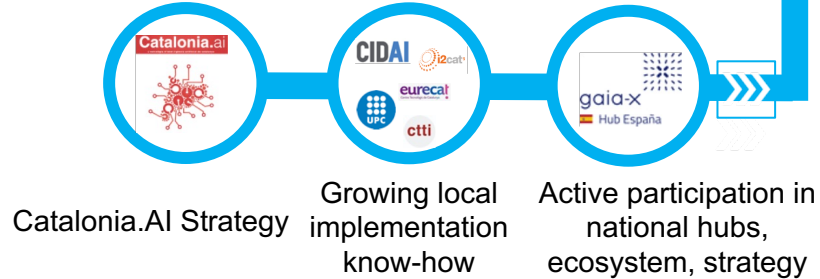 Catalonia.ai
CIDAI
i2cat
eurecat
UPC
ctti
gaia-x
Hub España
Catalonia.AI Strategy
Growing local
implementation
know-how
Active participation in
national hubs,
ecosystem, strategy